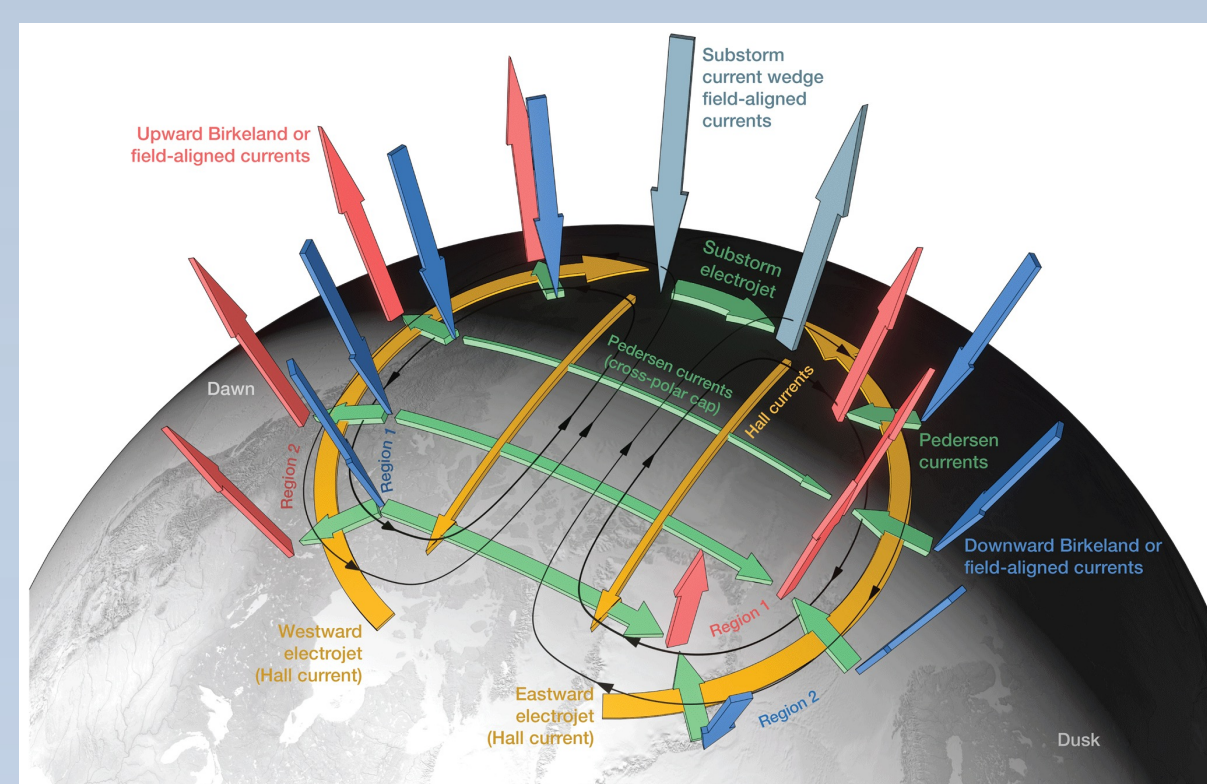 Substorm
current wedge
field-aligned
currents
Upward Birkeland or
field-aligned currents
Substorm
electrojet
Pedersen currents
(cross-polar cap)
Dawn
Hall currents
Region 2
Region 1
Pedersen
currents
Downward Birkeland or
field-aligned currents
Region 1
Westward
electrojet
(Hall current)
Eastward
electrojet
(Hall current)
Region 2
Dusk